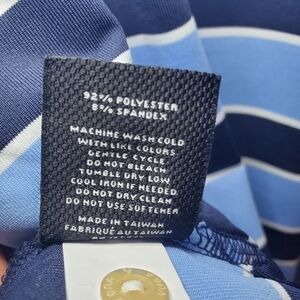 92% POLYESTER
8% SPANDEX
MACHINE WASH COLD
WITH LIKE COLORS
GENTLE CYCLE
DO NOT BLEACH
TUMBLE DRY LOW
COOL IRON IF NEEDED
DO NOT DRY CLEAN
DO NOT USE SOFTENER
MADE IN TAIWAN
FABRIQUÉ AU TAIWAN